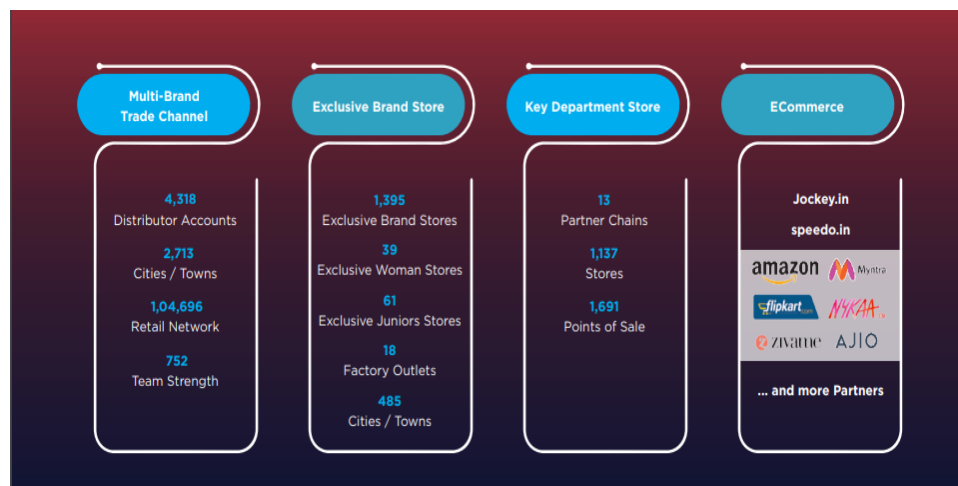 Multi-Brand
Trade Channel
4,318
Distributor Accounts
2,713
Cities / Towns
1,04,696
Retail Network
752
Team Strength
Exclusive Brand Store
1,395
Exclusive Brand Stores
39
Exclusive Woman Stores
61
Exclusive Juniors Stores
18
Factory Outlets
485
Cities / Towns
Key Department Store
13
Partner Chains
1,137
Stores
1,691
Points of Sale
ECommerce
Jockey.in
speedo.in
amazon Myntra
flipkart.com NYKAA
zivame AJIO
... and more Partners